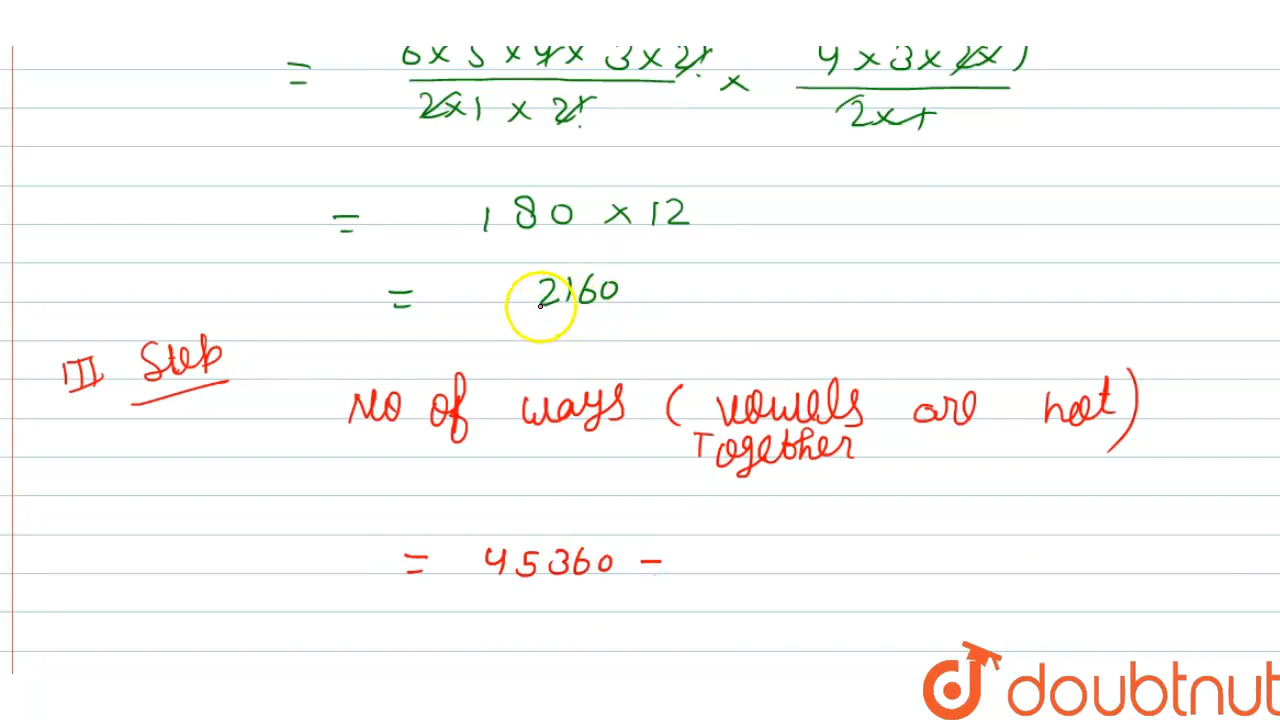 = 6 x 5 x 4 x 3 x 2! / 2 x 1 x 2! x 4 x 3 x 2 x 1 / 2 x 1
= 180 x 12
= 2160
III Step
No of ways ( vowels are not )
Together
= 45360 -
doubtnut